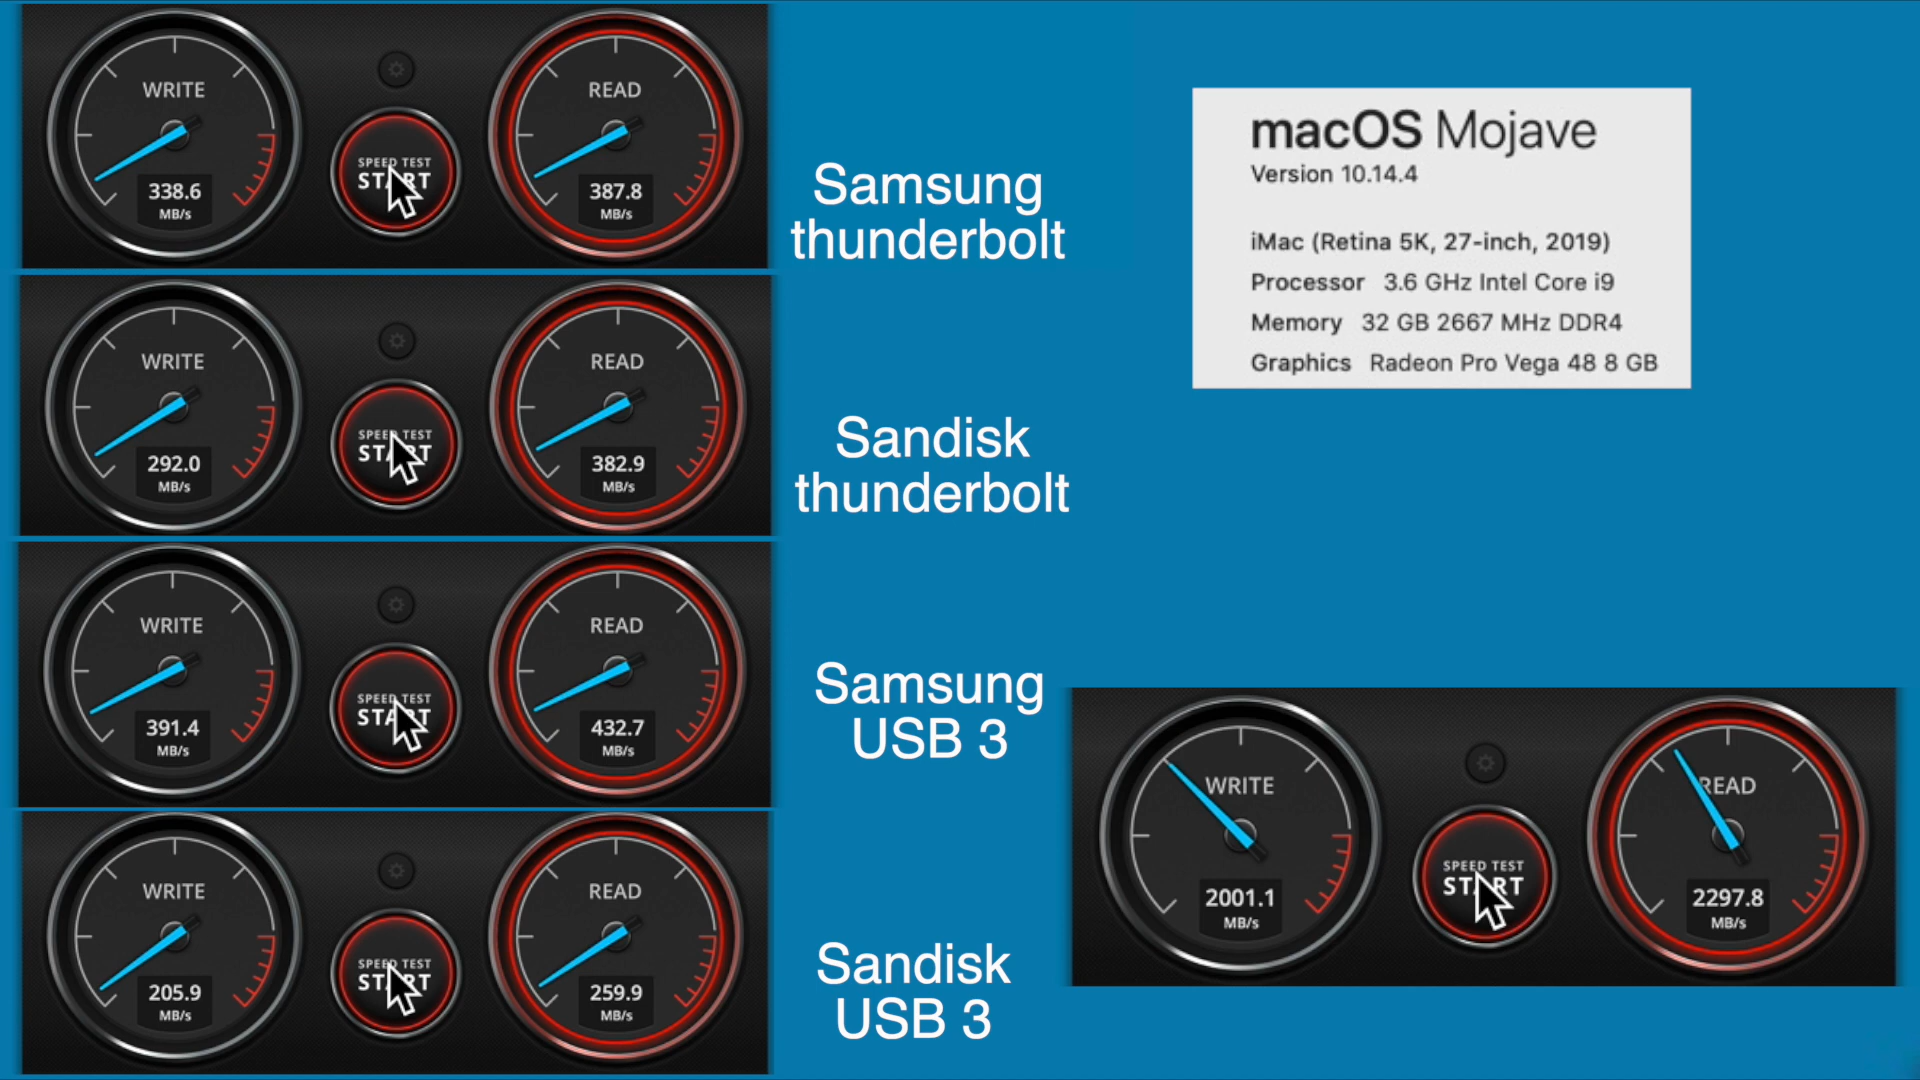 WRITE
338.6
MB/s
SPEED TEST
START
READ
387.8
MB/s
Samsung
thunderbolt
WRITE
292.0
MB/s
SPEED TEST
START
READ
382.9
MB/s
Sandisk
thunderbolt
WRITE
391.4
MB/s
SPEED TEST
START
READ
432.7
MB/s
Samsung
USB 3
WRITE
205.9
MB/s
SPEED TEST
START
READ
259.9
MB/s
Sandisk
USB 3
macOS Mojave
Version 10.14.4
iMac (Retina 5K, 27-inch, 2019)
Processor 3.6 GHz Intel Core i9
Memory 32 GB 2667 MHz DDR4
Graphics Radeon Pro Vega 48 8 GB
WRITE
2001.1
MB/s
SPEED TEST
START
READ
2297.8
MB/s